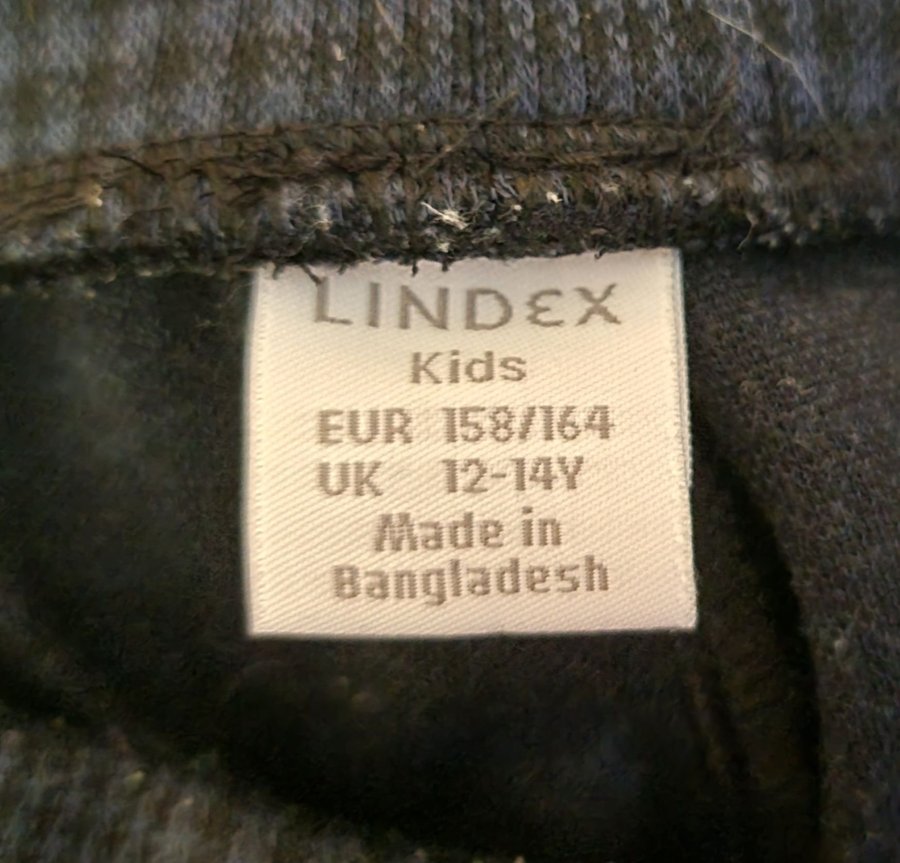 LINDEX
Kids
EUR 158/164
UK 12-14Y
Made in
Bangladesh